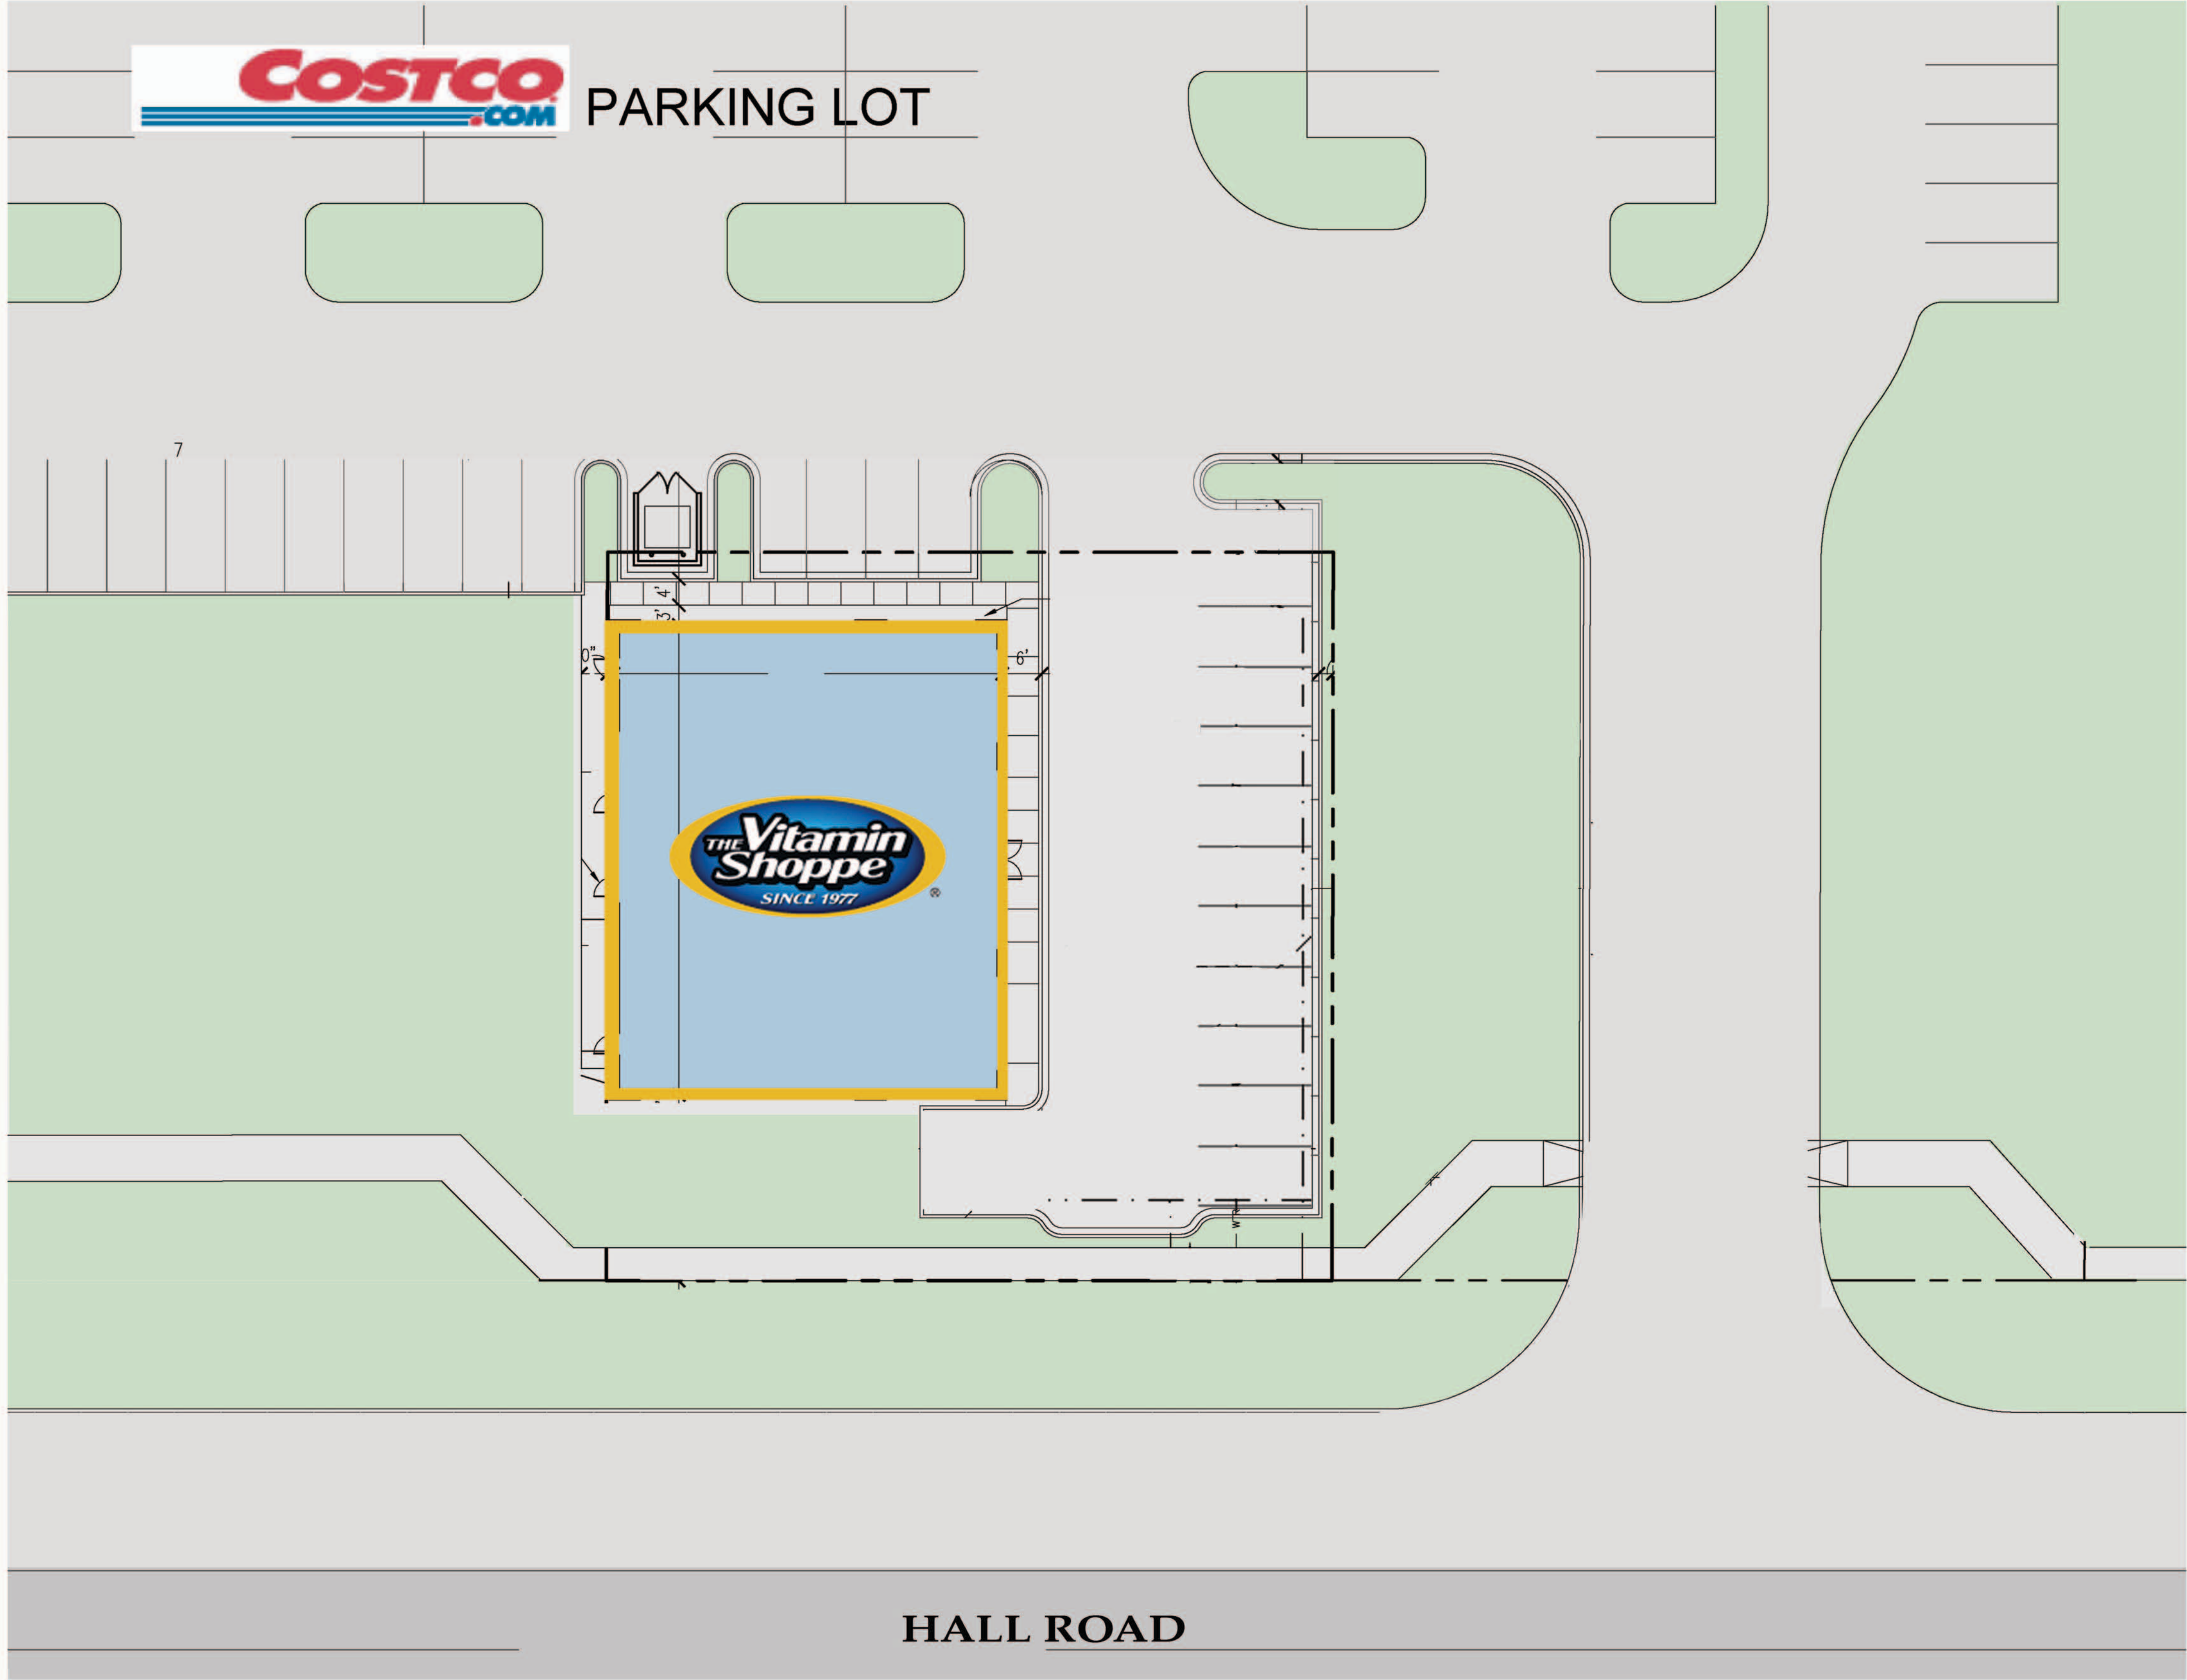 COSTCO
.COM
PARKING LOT
7
4'
3'
0"
6'
THE Vitamin
Shoppe
SINCE 1977
®
HALL ROAD